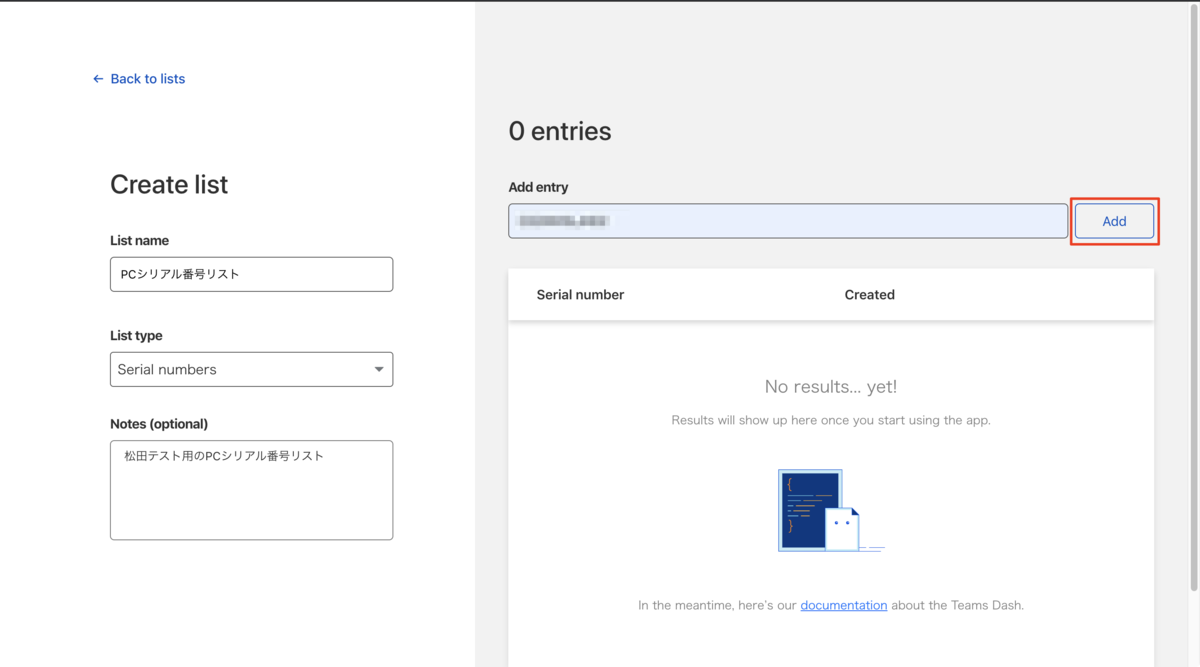 ← Back to lists
Create list
List name
PCシリアル番号リスト
List type
Serial numbers
Notes (optional)
松田テスト用のPCシリアル番号リスト
0 entries
Add entry
Add
Serial number Created
No results... yet!
Results will show up here once you start using the app.
{
}
In the meantime, here's our documentation about the Teams Dash.